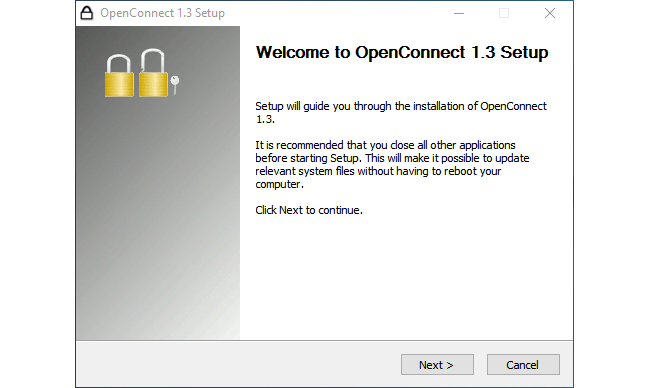 OpenConnect 1.3 Setup
Welcome to OpenConnect 1.3 Setup
Setup will guide you through the installation of OpenConnect
1.3.
It is recommended that you close all other applications
before starting Setup. This will make it possible to update
relevant system files without having to reboot your
computer.
Click Next to continue.
Next >
Cancel